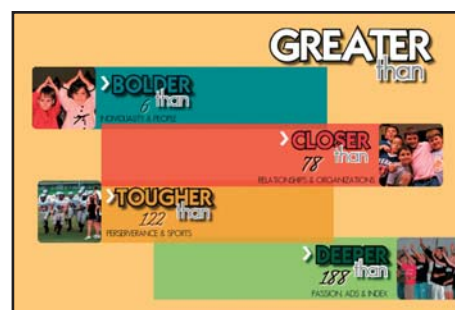 GREATER
than
›BOLDER
than
6
INDIVIDUALITY & PEOPLE
›CLOSER
than
78
RELATIONSHIPS & ORGANIZATIONS
›TOUGHER
than
122
PERSERVERANCE & SPORTS
›DEEPER
than
188
PASSION, ADS & INDEX